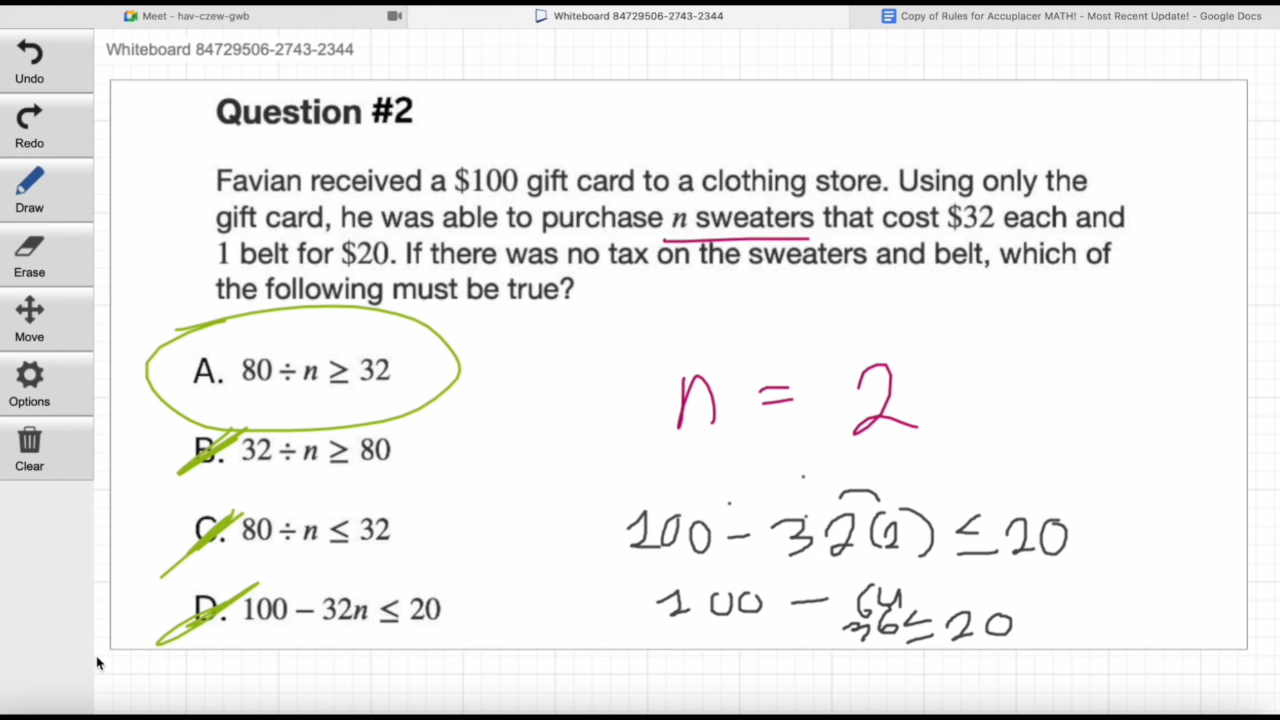 Meet - hav-czew-gwb
Whiteboard 84729506-2743-2344
Copy of Rules for Accuplacer MATH! - Most Recent Update! - Google Docs
Whiteboard 84729506-2743-2344
Undo
Redo
Draw
Erase
Move
Options
Clear
Question #2
Favian received a $100 gift card to a clothing store. Using only the
gift card, he was able to purchase n sweaters that cost $32 each and
1 belt for $20. If there was no tax on the sweaters and belt, which of
the following must be true?
A. 80 ÷ n ≥ 32
B. 32 ÷ n ≥ 80
C. 80 ÷ n ≤ 32
D. 100 – 32n ≤ 20
n = 2
100 - 32(2) ≤ 20
100 - 64
36 ≤ 20